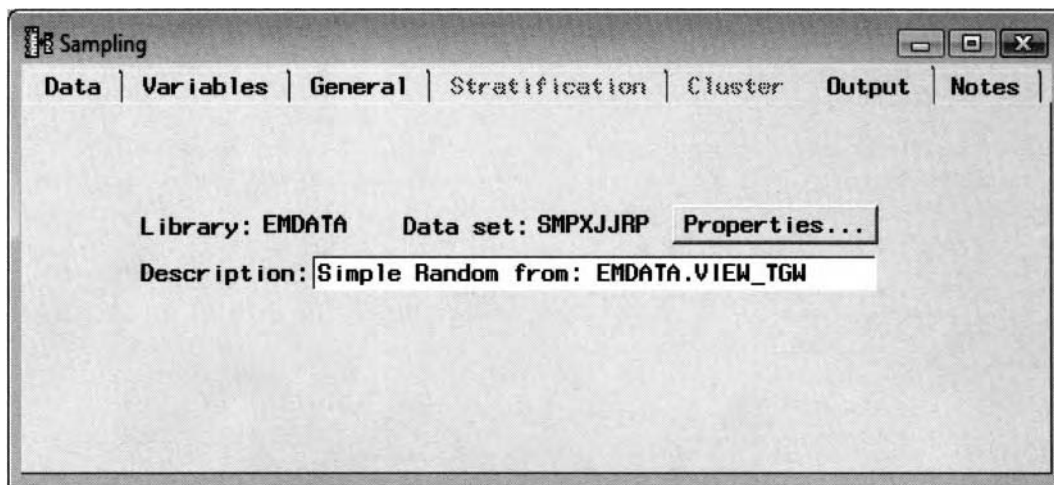 Sampling
Data Variables General Stratification Cluster Output Notes
Library: EMDATA Data set: SMPXJJRP Properties...
Description: Simple Random from: EMDATA.VIEW_TGW